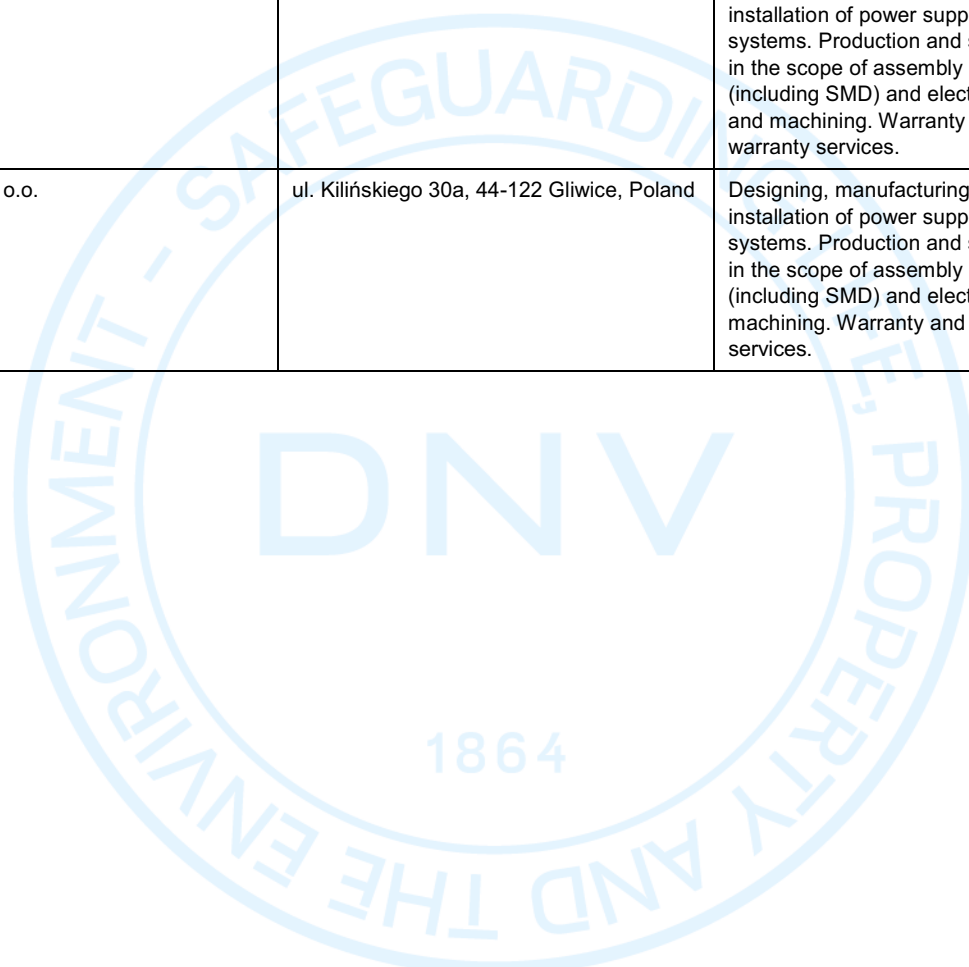 installation of power supp
systems. Production and
in the scope of assembly
(including SMD) and elect
and machining. Warranty
warranty services.
o.o.
ul. Kilińskiego 30a, 44-122 Gliwice, Poland
Designing, manufacturing
installation of power supp
systems. Production and
in the scope of assembly
(including SMD) and elect
machining. Warranty and
services.
SAFEGUARDING LIFE, PROPERTY AND THE ENVIRONMENT -
DNV
1864